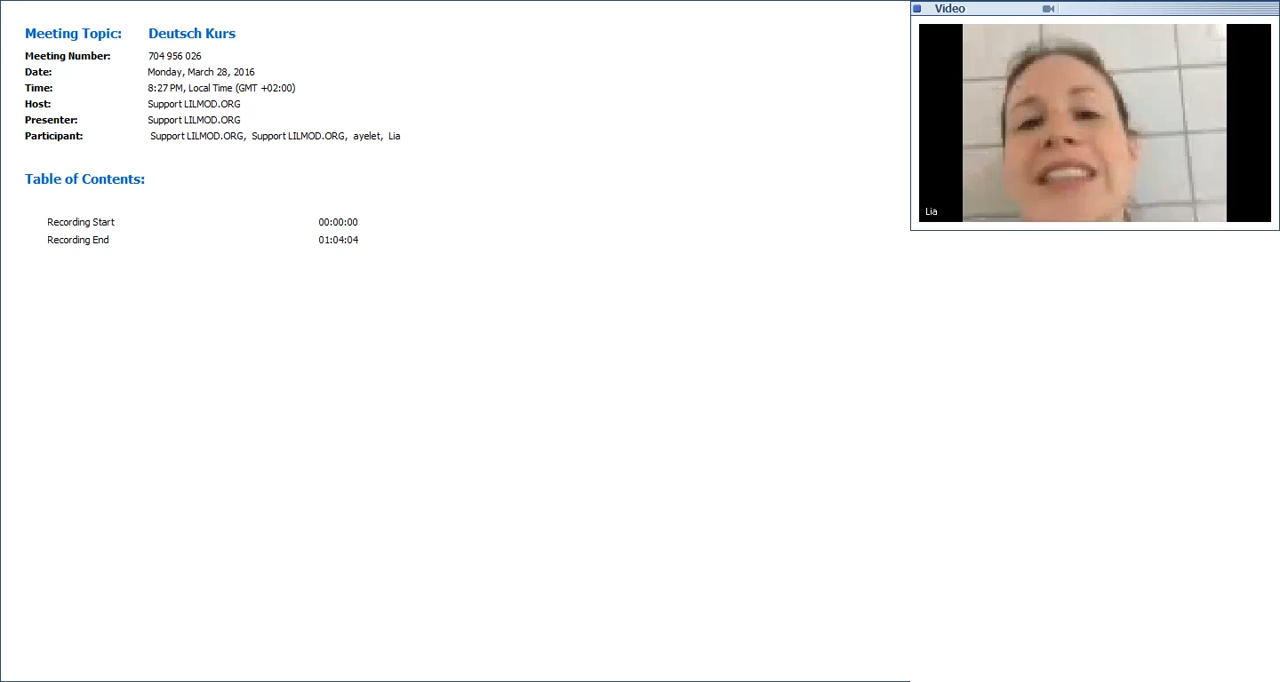 Meeting Topic: Deutsch Kurs
Meeting Number: 704 956 026
Date: Monday, March 28, 2016
Time: 8:27 PM, Local Time (GMT +02:00)
Host: Support LILMOD.ORG
Presenter: Support LILMOD.ORG
Participant: Support LILMOD.ORG, Support LILMOD.ORG, ayelet, Lia
Table of Contents:
Recording Start 00:00:00
Recording End 01:04:04
Video
Lia